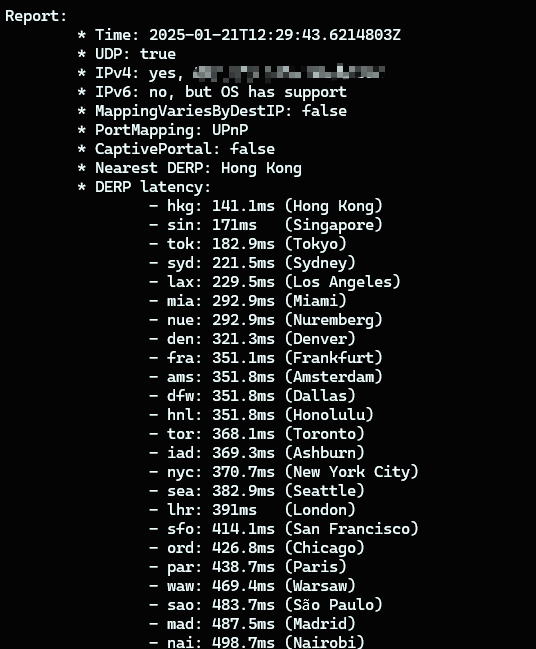 Report:
* Time: 2025-01-21T12:29:43.6214803Z
* UDP: true
* IPv4: yes,
* IPv6: no, but OS has support
* MappingVariesByDestIP: false
* PortMapping: UPnP
* CaptivePortal: false
* Nearest DERP: Hong Kong
* DERP latency:
- hkg: 141.1ms (Hong Kong)
- sin: 171ms   (Singapore)
- tok: 182.9ms (Tokyo)
- syd: 221.5ms (Sydney)
- lax: 229.5ms (Los Angeles)
- mia: 292.9ms (Miami)
- nue: 292.9ms (Nuremberg)
- den: 321.3ms (Denver)
- fra: 351.1ms (Frankfurt)
- ams: 351.8ms (Amsterdam)
- dfw: 351.8ms (Dallas)
- hnl: 351.8ms (Honolulu)
- tor: 368.1ms (Toronto)
- iad: 369.3ms (Ashburn)
- nyc: 370.7ms (New York City)
- sea: 382.9ms (Seattle)
- lhr: 391ms   (London)
- sfo: 414.1ms (San Francisco)
- ord: 426.8ms (Chicago)
- par: 438.7ms (Paris)
- waw: 469.4ms (Warsaw)
- sao: 483.7ms (São Paulo)
- mad: 487.5ms (Madrid)
- nai: 498.7ms (Nairobi)